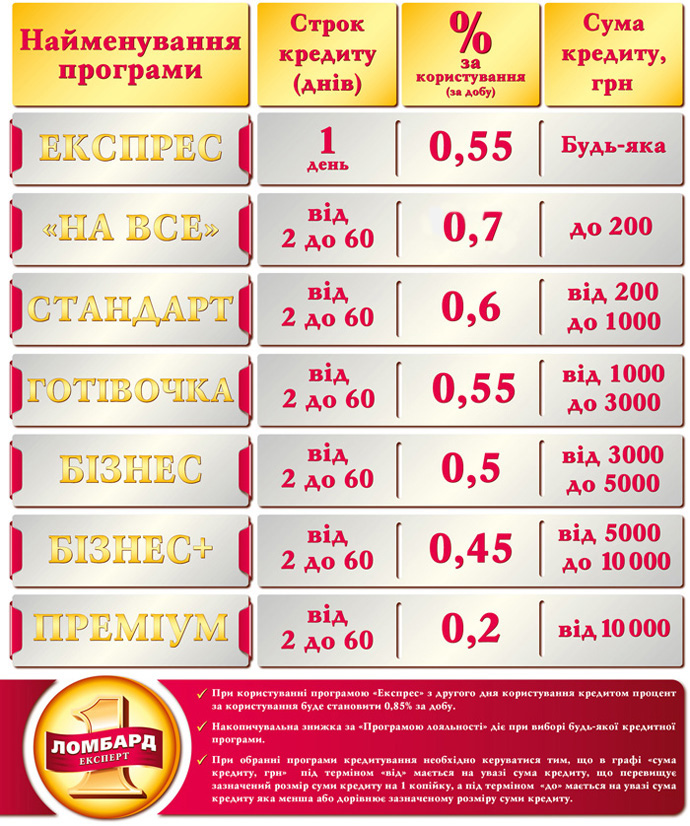 Найменування
програми
Строк
кредиту
(днів)
%
за
користування
(за добу)
Сума
кредиту,
грн
ЕКСПРЕС
1
день
0,55
Будь-яка
«НА ВСЕ»
від
2 до 60
0,7
до 200
СТАНДАРТ
від
2 до 60
0,6
від 200
до 1000
ГОТІВОЧКА
від
2 до 60
0,55
від 1000
до 3000
БІЗНЕС
від
2 до 60
0,5
від 3000
до 5000
БІЗНЕС+
від
2 до 60
0,45
від 5000
до 10 000
ПРЕМІУМ
від
2 до 60
0,2
від 10 000
1
ЛОМБАРД
ЕКСПЕРТ
При користуванні програмою «Експрес» з другого дня користування кредитом процент
за користування буде становити 0,85% за добу.
Накопичувальна знижка за «Програмою лояльності» діє при виборі будь-якої кредитної
програми.
При обранні програми кредитування необхідно керуватися тим, що в графі «сума
кредиту, грн» під терміном «від» мається на увазі сума кредиту, що перевищує
зазначений розмір суми кредиту на 1 копійку, а під терміном «до» мається на увазі сума
кредиту яка менша або дорівнює зазначеному розміру суми кредиту.